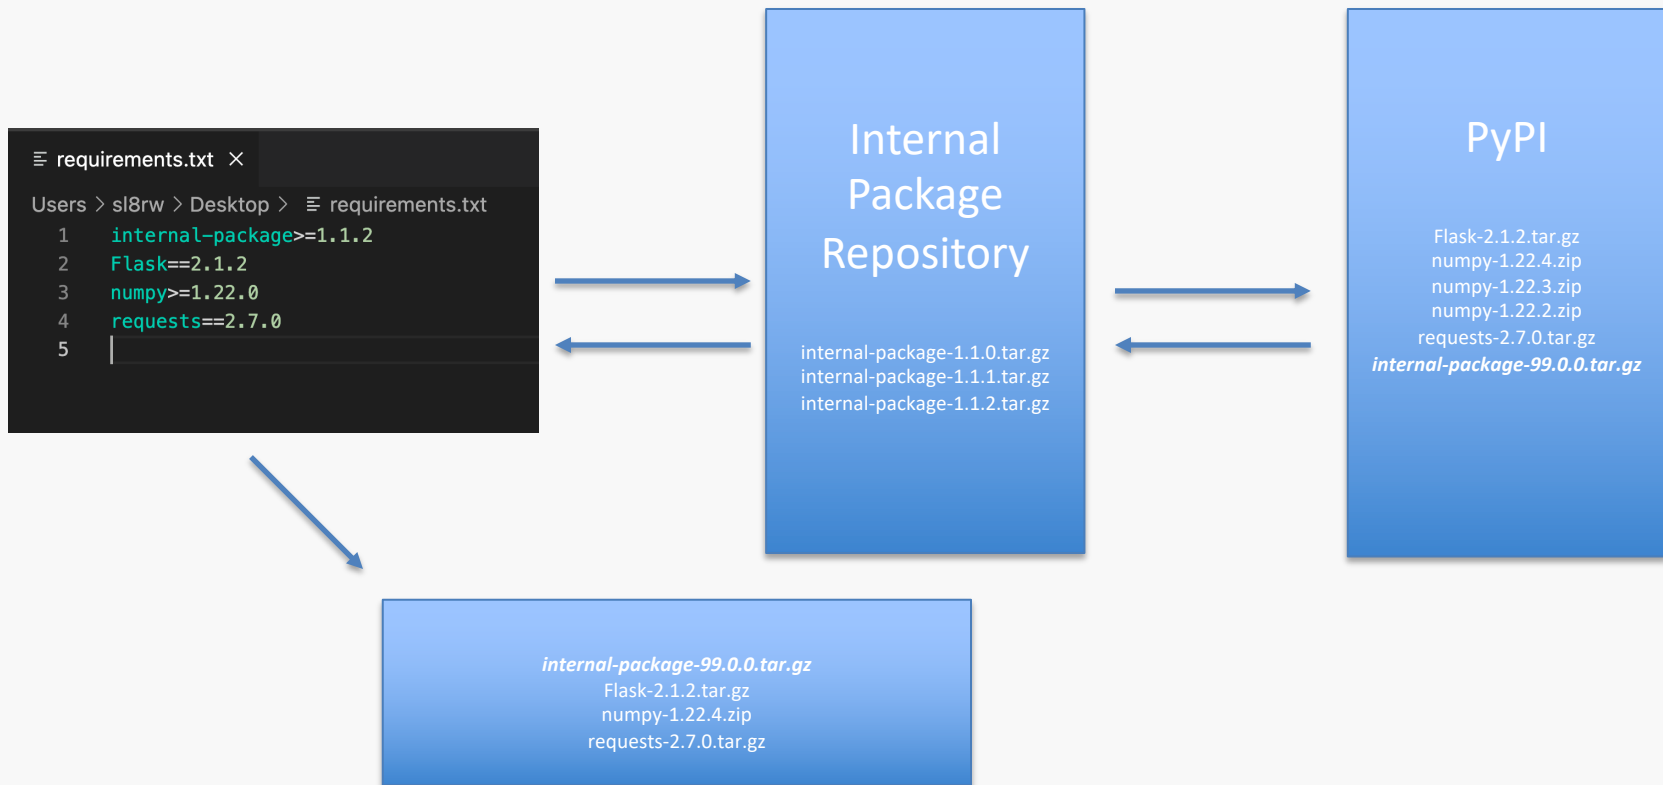 requirements.txt ×
Users > sl8rw > Desktop > requirements.txt
1 internal-package>=1.1.2
2 Flask==2.1.2
3 numpy>=1.22.0
4 requests==2.7.0
5
Internal
Package
Repository
internal-package-1.1.0.tar.gz
internal-package-1.1.1.tar.gz
internal-package-1.1.2.tar.gz
PyPI
Flask-2.1.2.tar.gz
numpy-1.22.4.zip
numpy-1.22.3.zip
numpy-1.22.2.zip
requests-2.7.0.tar.gz
internal-package-99.0.0.tar.gz
internal-package-99.0.0.tar.gz
Flask-2.1.2.tar.gz
numpy-1.22.4.zip
requests-2.7.0.tar.gz